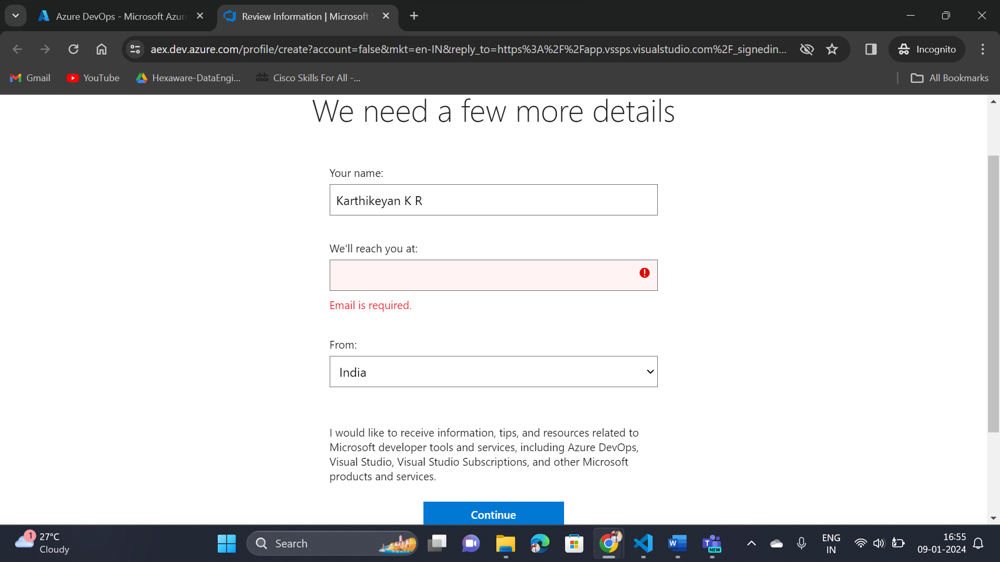 Azure DevOps - Microsoft Azur
Review Information | Microsoft
aex.dev.azure.com/profile/create?account=false&mkt=en-IN&reply_to=https%3A%2F%2Fapp.vssps.visualstudio.com%2F_signedin...
Incognito
Gmail
YouTube
Hexaware-DataEngi...
Cisco Skills For All -...
All Bookmarks
We need a few more details
Your name:
Karthikeyan K R
We'll reach you at:
Email is required.
From:
India
I would like to receive information, tips, and resources related to
Microsoft developer tools and services, including Azure DevOps,
Visual Studio, Visual Studio Subscriptions, and other Microsoft
products and services.
Continue
1
27°C
Cloudy
Search
NEW
ENG
IN
16:55
09-01-2024